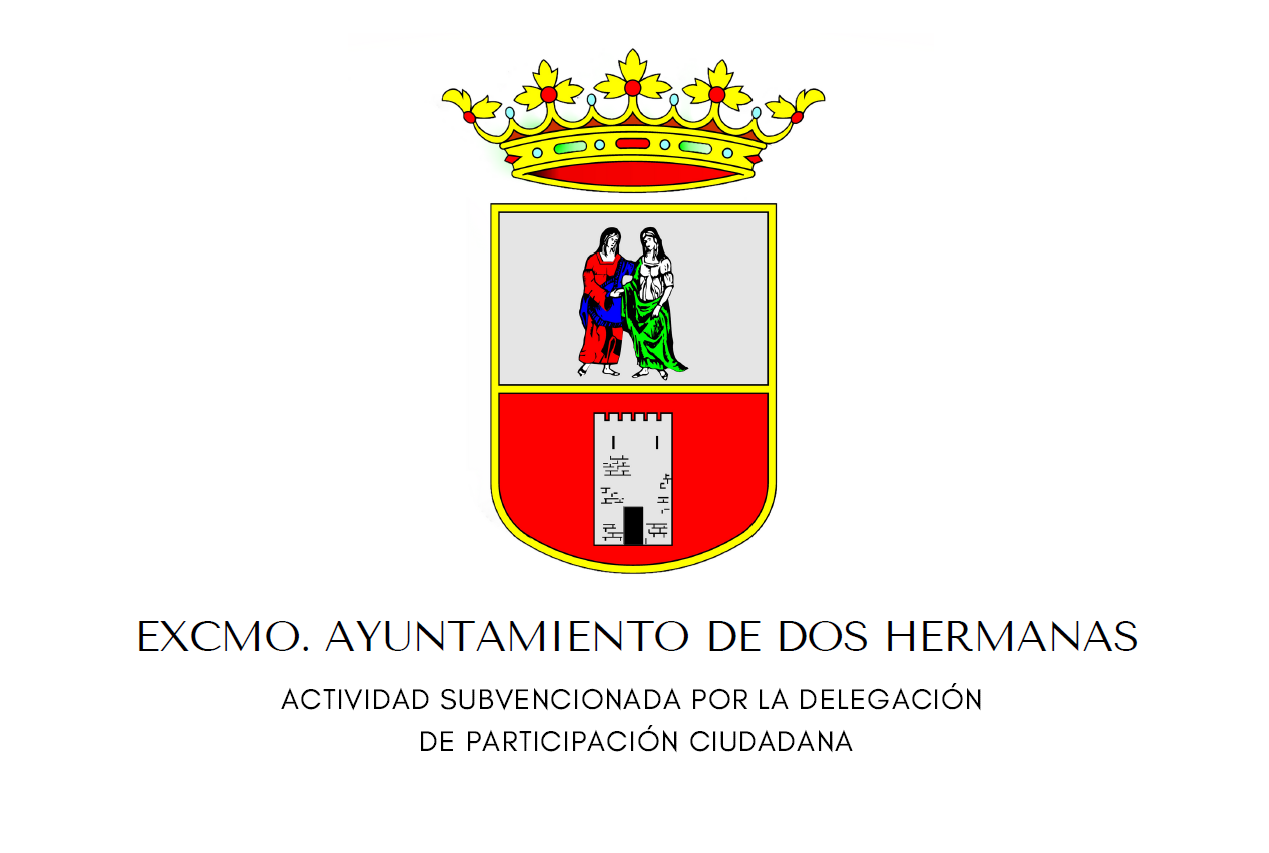 EXCMO. AYUNTAMIENTO DE DOS HERMANAS
ACTIVIDAD SUBVENCIONADA POR LA DELEGACIÓN
DE PARTICIPACIÓN CIUDADANA